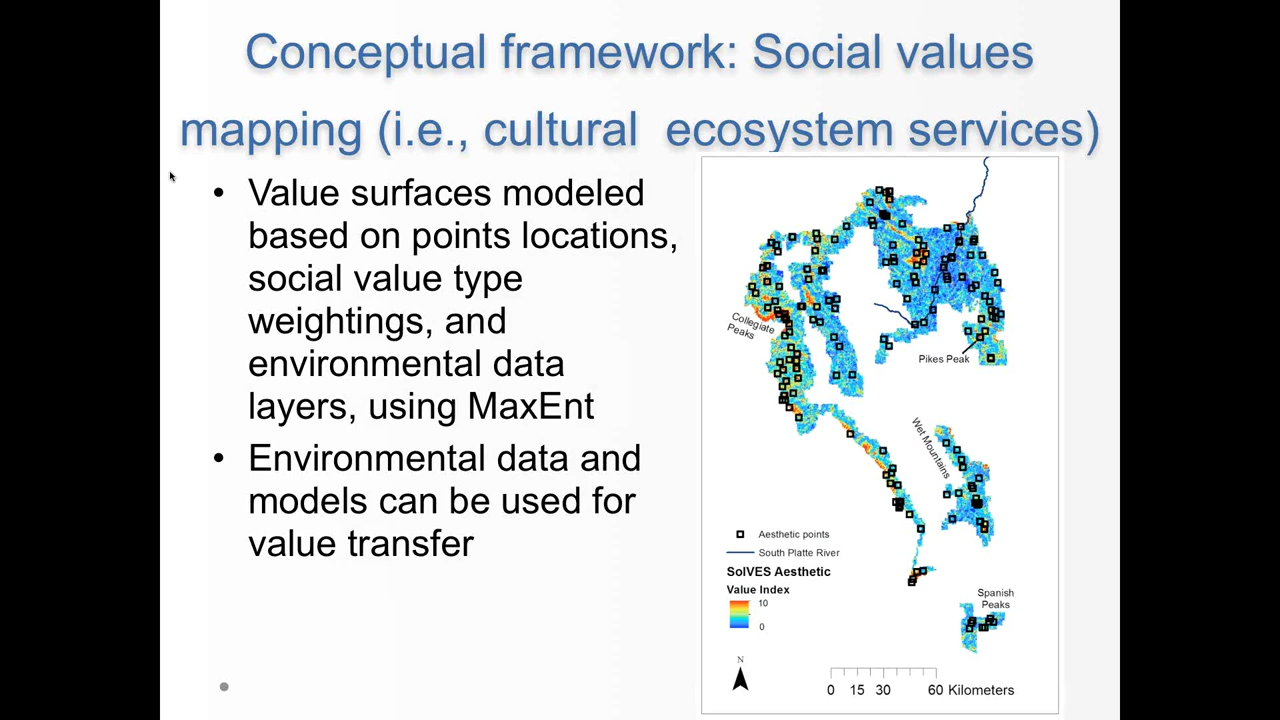 Conceptual framework: Social values
mapping (i.e., cultural ecosystem services)
• Value surfaces modeled
based on points locations,
social value type
weightings, and
environmental data
layers, using MaxEnt
• Environmental data and
models can be used for
value transfer
Collegiate
Peaks
Pikes Peak
Wet Mountains
Aesthetic points
South Platte River
SolVES Aesthetic
Value Index
10
0
Spanish
Peaks
N
0 15 30 60 Kilometers